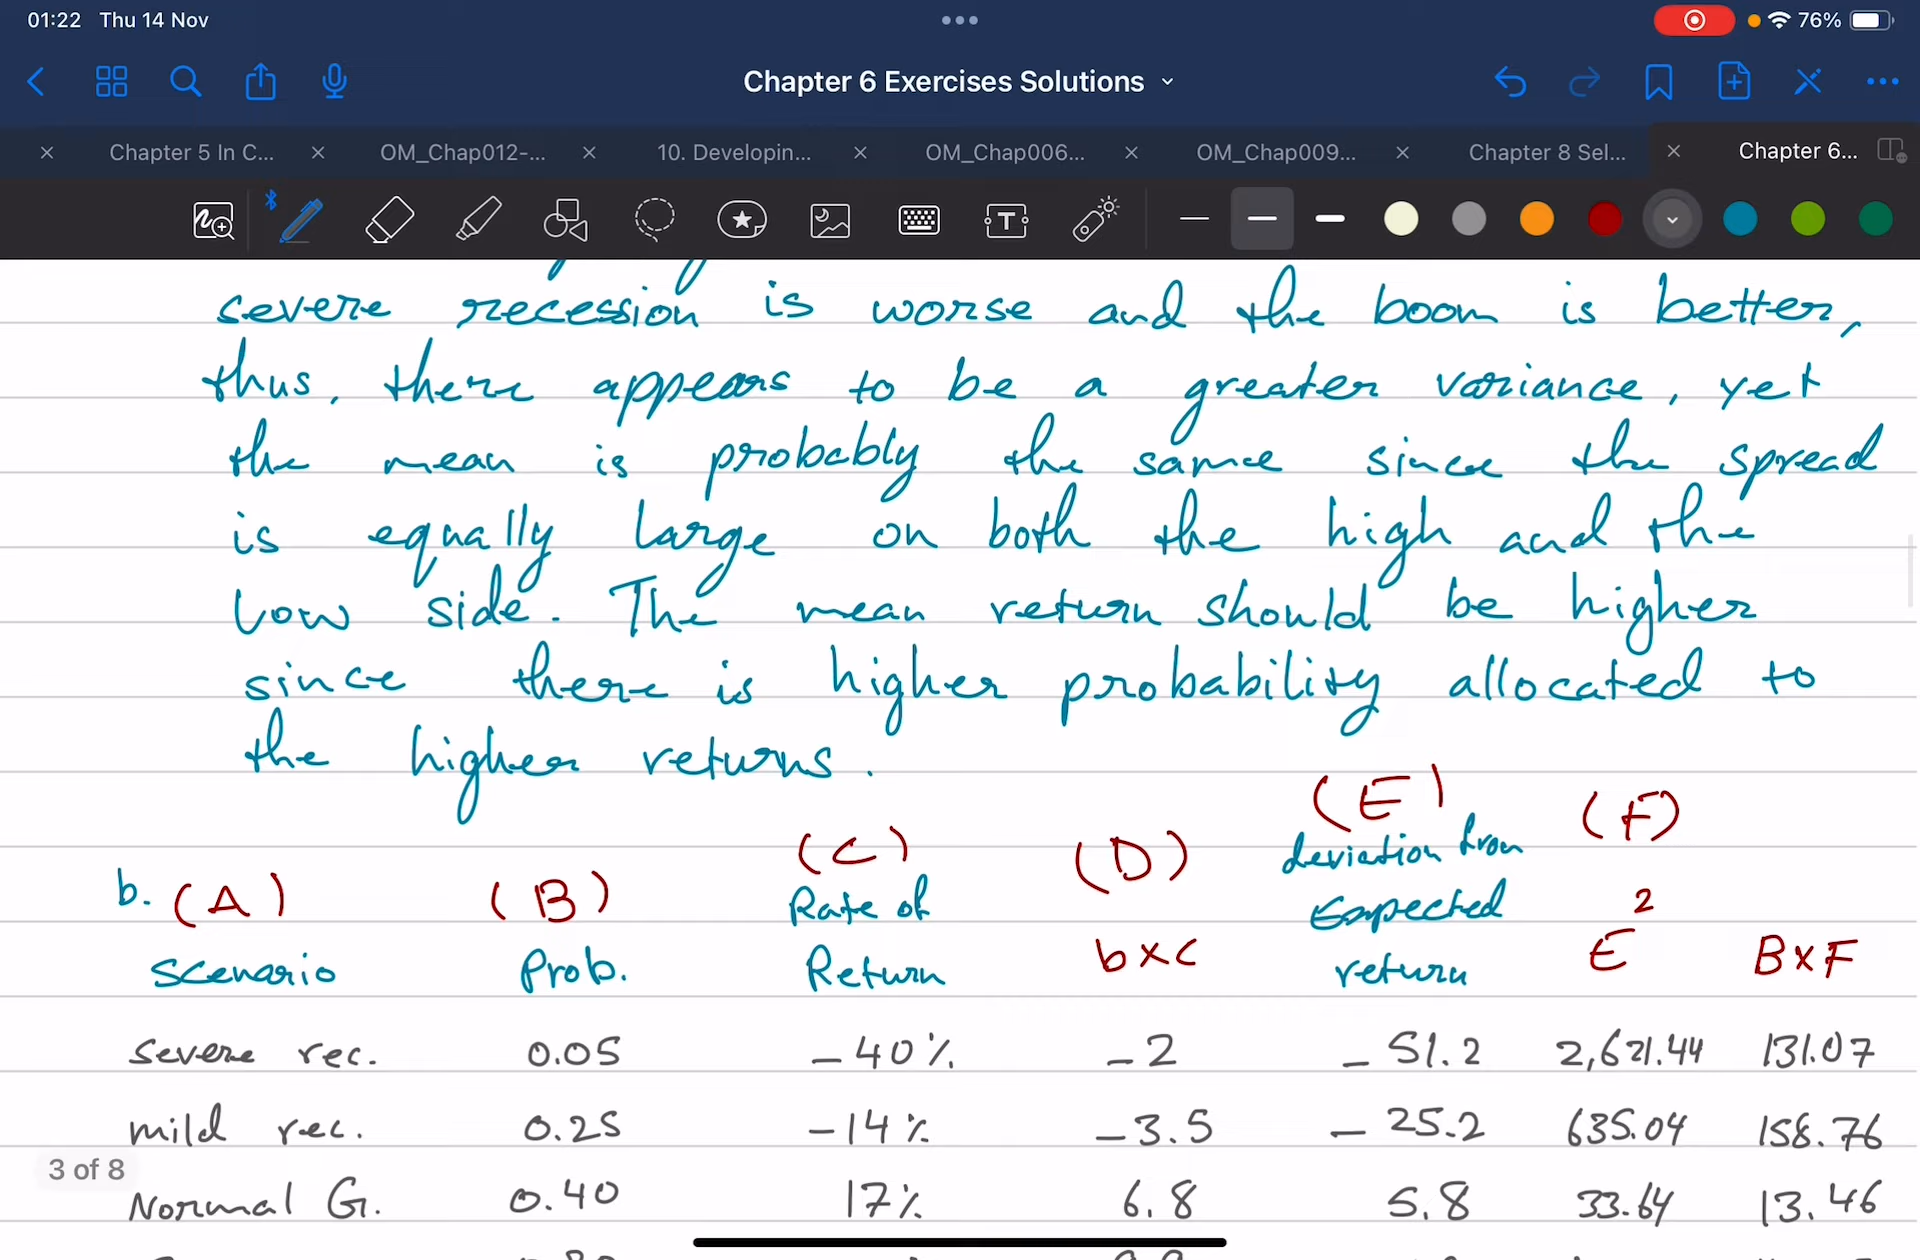 01:22 Thu 14 Nov
76%
Chapter 6 Exercises Solutions
Chapter 5 In C... OM_Chap012-... 10. Developin... OM_Chap006... OM_Chap009... Chapter 8 Sel... Chapter 6...
severe recession is worse and the boom is better,
thus, there appears to be a greater variance, yet
the mean is probably the same since the spread
is equally large on both the high and the
low side. The mean return should be higher
since there is higher probability allocated to
the higher returns.
b. (A) (B) (C) (D) (E) (F)
Scenario Prob. Rate of Return b×C deviation from Expected return E² B×F
Severe rec. 0.05 -40% -2 -51.2 2,621.44 131.07
mild rec. 0.25 -14% -3.5 -25.2 635.04 158.76
3 of 8
Normal G. 0.40 17% 6.8 5.8 33.64 13.46